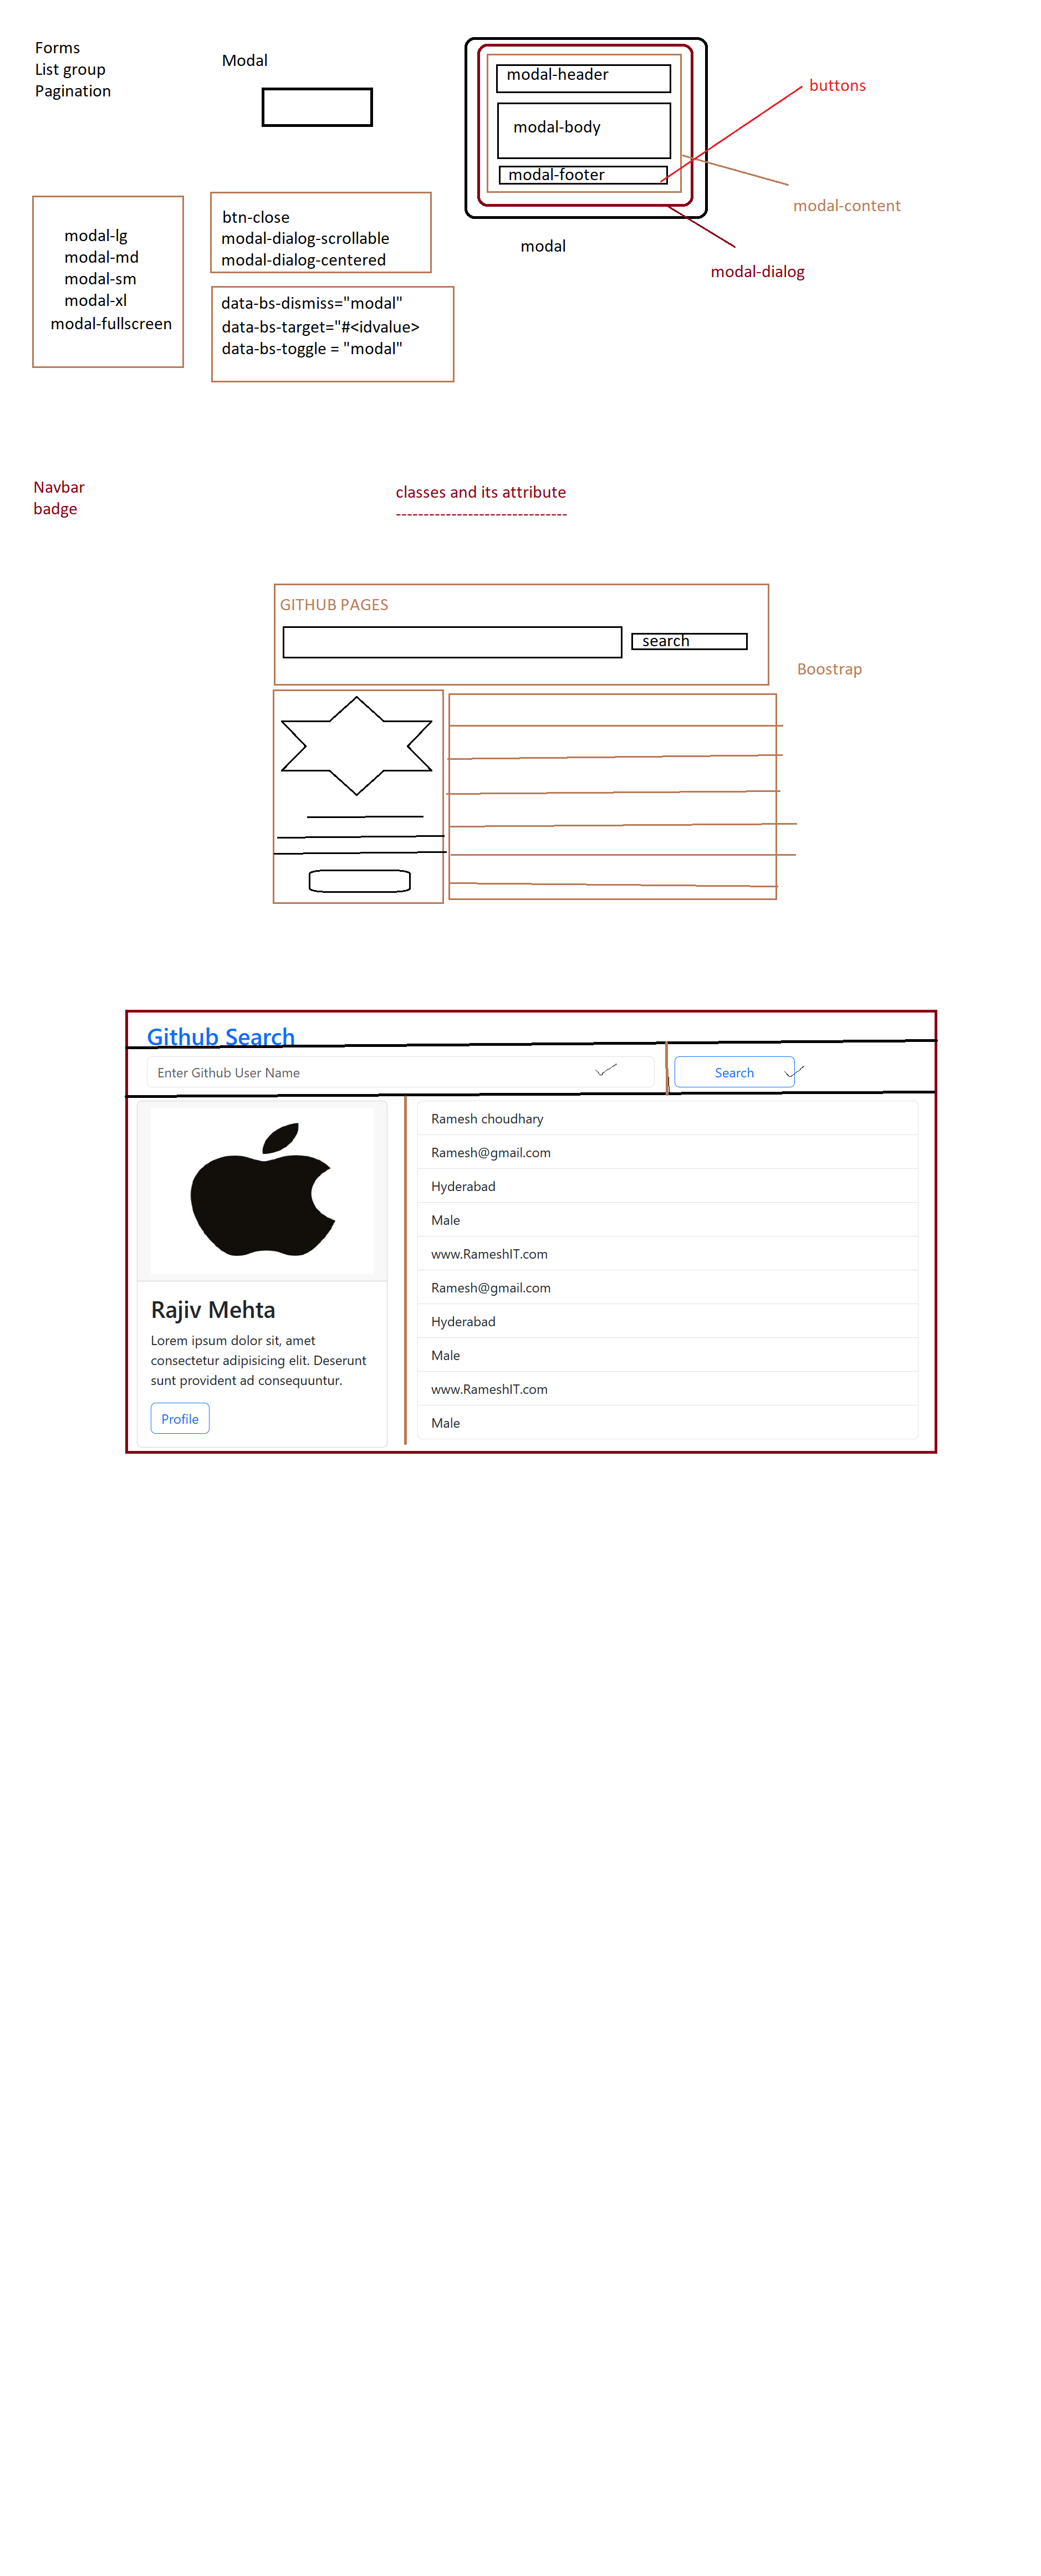 Forms
List group
Pagination
Modal
modal-header
modal-body
modal-footer
buttons
modal-content
modal
modal-dialog
modal-lg
modal-md
modal-sm
modal-xl
modal-fullscreen
btn-close
modal-dialog-scrollable
modal-dialog-centered
data-bs-dismiss="modal"
data-bs-target="#<idvalue>
data-bs-toggle = "modal"
Navbar
badge
classes and its attribute
-------------------------------
GITHUB PAGES
search
Boostrap
Github Search
Enter Github User Name
Search
Rajiv Mehta
Lorem ipsum dolor sit, amet
consectetur adipisicing elit. Deserunt
sunt provident ad consequuntur.
Profile
Ramesh choudhary
Ramesh@gmail.com
Hyderabad
Male
www.RameshIT.com
Ramesh@gmail.com
Hyderabad
Male
www.RameshIT.com
Male